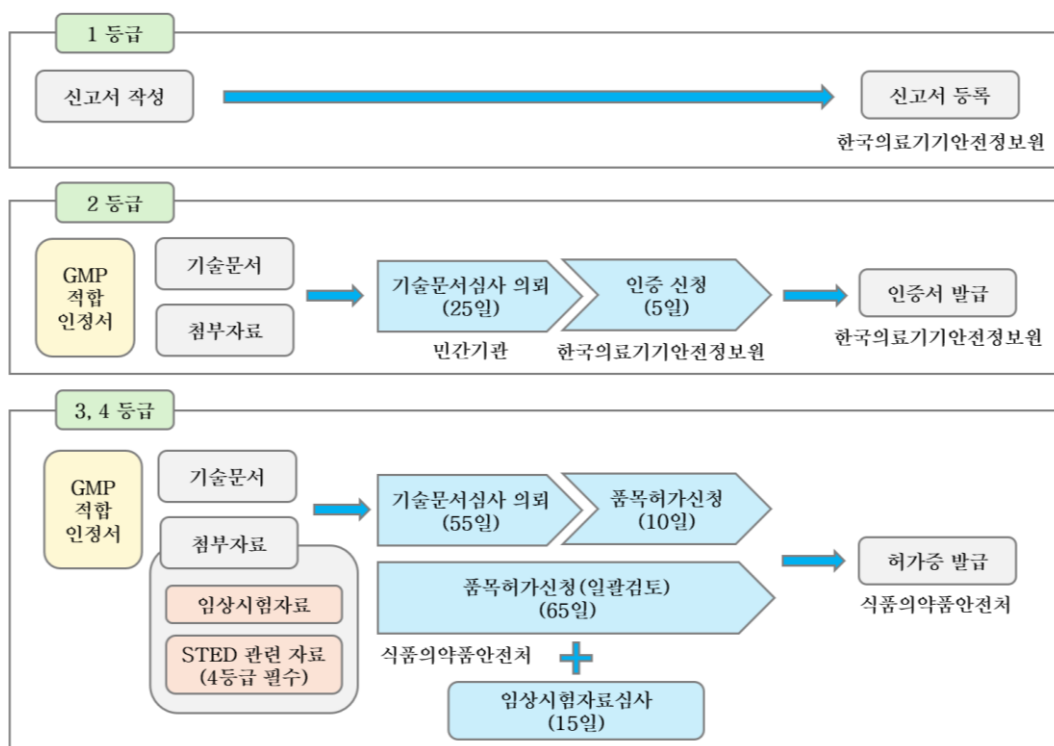 1 등급
신고서 작성
신고서 등록
한국의료기기안전정보원
2 등급
GMP
적합
인정서
기술문서
첨부자료
기술문서심사 의뢰
(25일)
민간기관
인증 신청
(5일)
한국의료기기안전정보원
인증서 발급
한국의료기기안전정보원
3, 4 등급
GMP
적합
인정서
기술문서
첨부자료
임상시험자료
STED 관련 자료
(4등급 필수)
기술문서심사 의뢰
(55일)
품목허가신청
(10일)
품목허가신청(일괄검토)
(65일)
식품의약품안전처
임상시험자료심사
(15일)
허가증 발급
식품의약품안전처